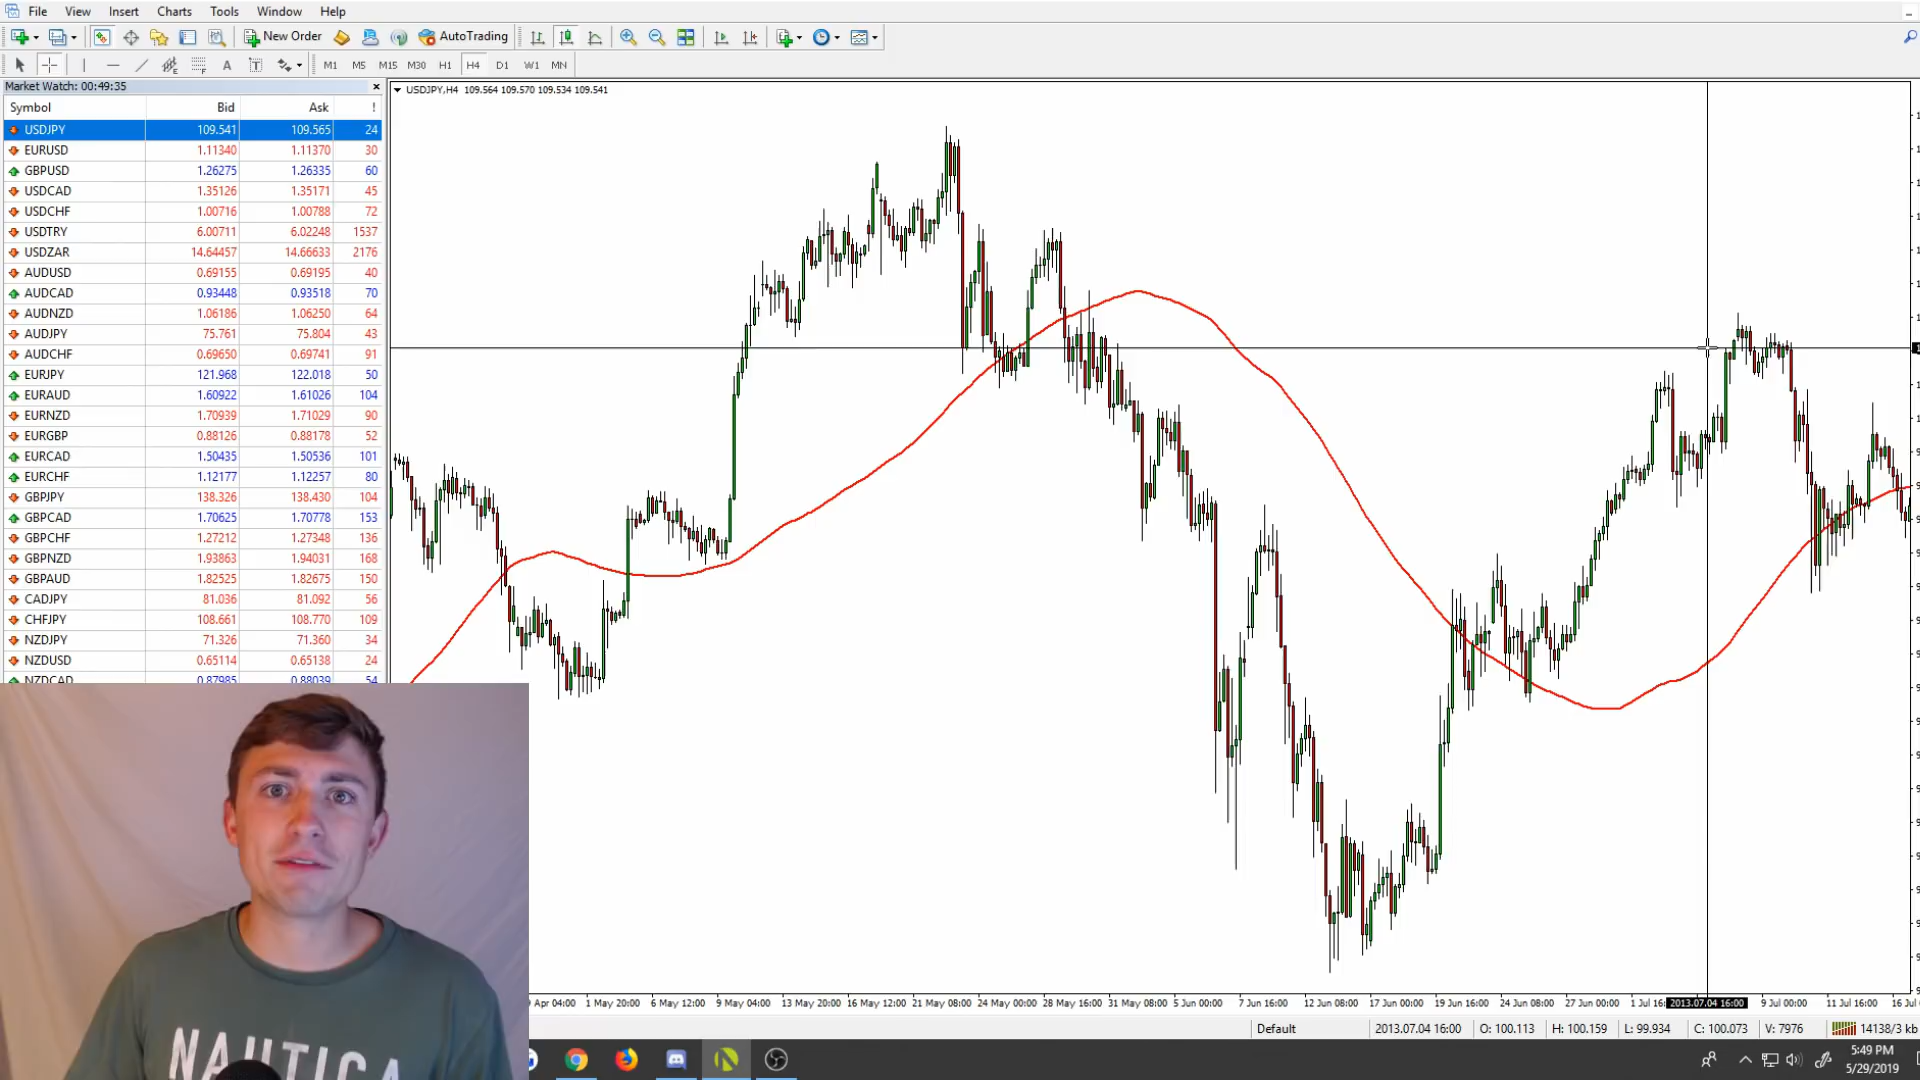 File View Insert Charts Tools Window Help
New Order AutoTrading
A T M1 M5 M15 M30 H1 H4 D1 W1 MN
Market Watch: 00:49:35
Symbol Bid Ask !
USDJPY 109.541 109.565 24
EURUSD 1.11340 1.11370 30
GBPUSD 1.26275 1.26335 60
USDCAD 1.35126 1.35171 45
USDCHF 1.00716 1.00788 72
USDTRY 6.00711 6.02248 1537
USDZAR 14.64457 14.66633 2176
AUDUSD 0.69155 0.69195 40
AUDCAD 0.93448 0.93518 70
AUDNZD 1.06186 1.06250 64
AUDJPY 75.761 75.804 43
AUDCHF 0.69650 0.69741 91
EURJPY 121.968 122.018 50
EURAUD 1.60922 1.61026 104
EURNZD 1.70939 1.71029 90
EURGBP 0.88126 0.88178 52
EURCAD 1.50435 1.50536 101
EURCHF 1.12177 1.12257 80
GBPJPY 138.326 138.430 104
GBPCAD 1.70625 1.70778 153
GBPCHF 1.27212 1.27348 136
GBPNZD 1.93863 1.94031 168
GBPAUD 1.82525 1.82675 150
CADJPY 81.036 81.092 56
CHFJPY 108.661 108.770 109
NZDJPY 71.326 71.360 34
NZDUSD 0.65114 0.65138 24
NZDCAD 0.87985 0.88039 54
USDJPY,H4 109.564 109.570 109.534 109.541
Apr 04:00 1 May 20:00 6 May 12:00 9 May 04:00 13 May 20:00 16 May 12:00 21 May 08:00 24 May 00:00 28 May 16:00 31 May 08:00 5 Jun 00:00 7 Jun 16:00 12 Jun 08:00 17 Jun 00:00 19 Jun 16:00 24 Jun 08:00 27 Jun 00:00 1 Jul 16: 2013.07.04 16:00 9 Jul 00:00 11 Jul 16:00 16 Jul
Default 2013.07.04 16:00 O: 100.113 H: 100.159 L: 99.934 C: 100.073 V: 7976 14138/3 kb
NAUTICA
5:49 PM
5/29/2019